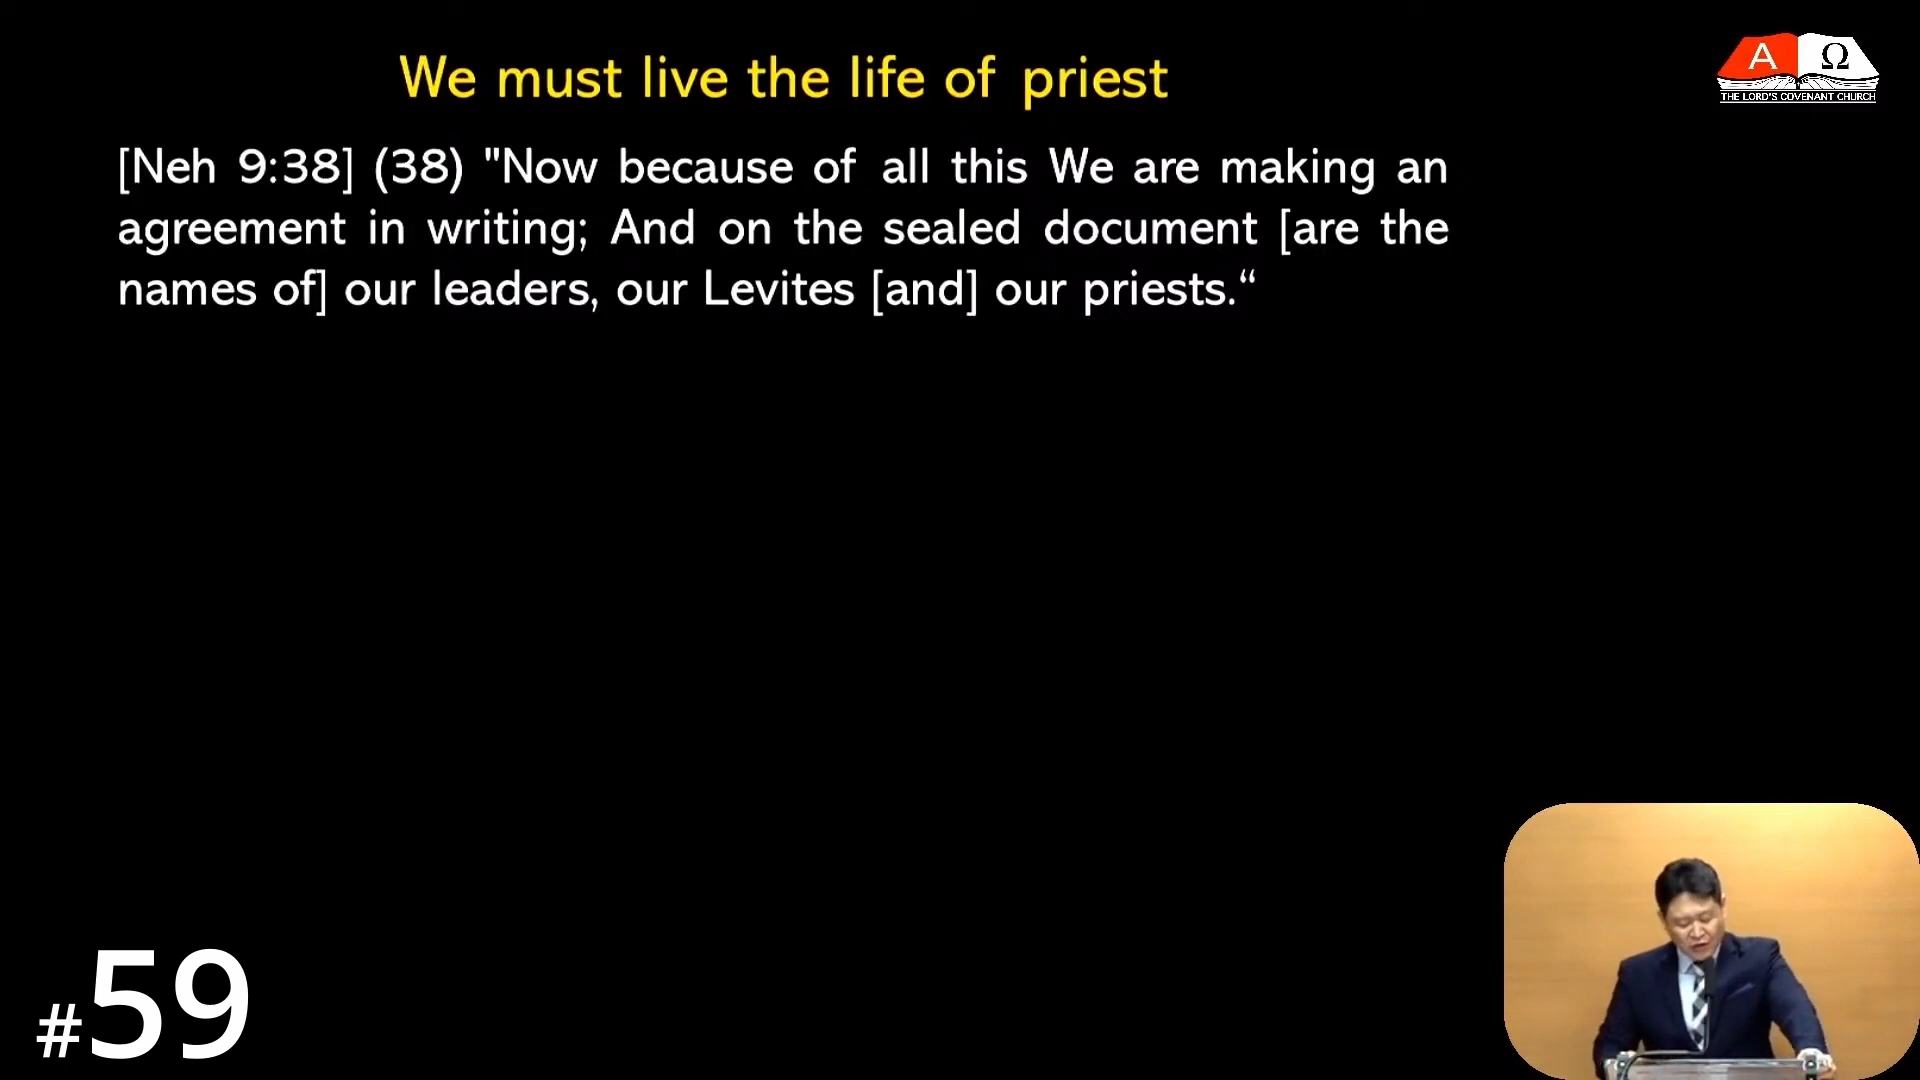 We must live the life of priest
A Ω
THE LORD'S COVENANT CHURCH
[Neh 9:38] (38) "Now because of all this We are making an
agreement in writing; And on the sealed document [are the
names of] our leaders, our Levites [and] our priests.“
#59